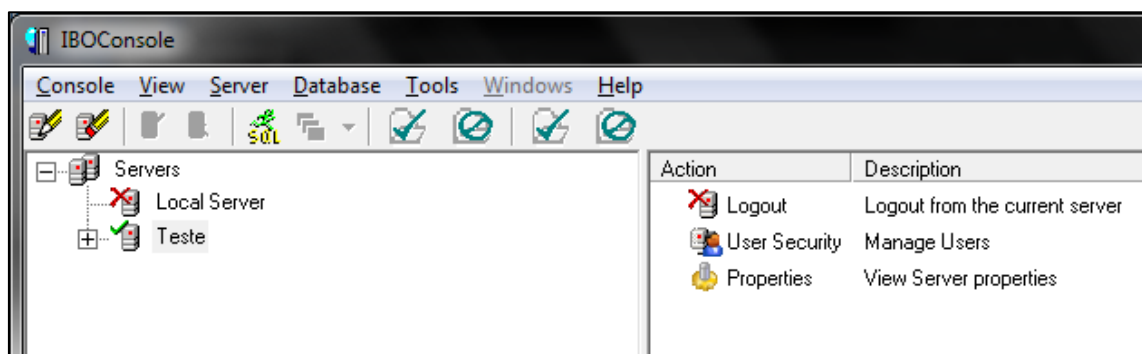 IBOConsole
Console View Server Database Tools Windows Help
SQL
Servers
Local Server
Teste
Action Description
Logout Logout from the current server
User Security Manage Users
Properties View Server properties